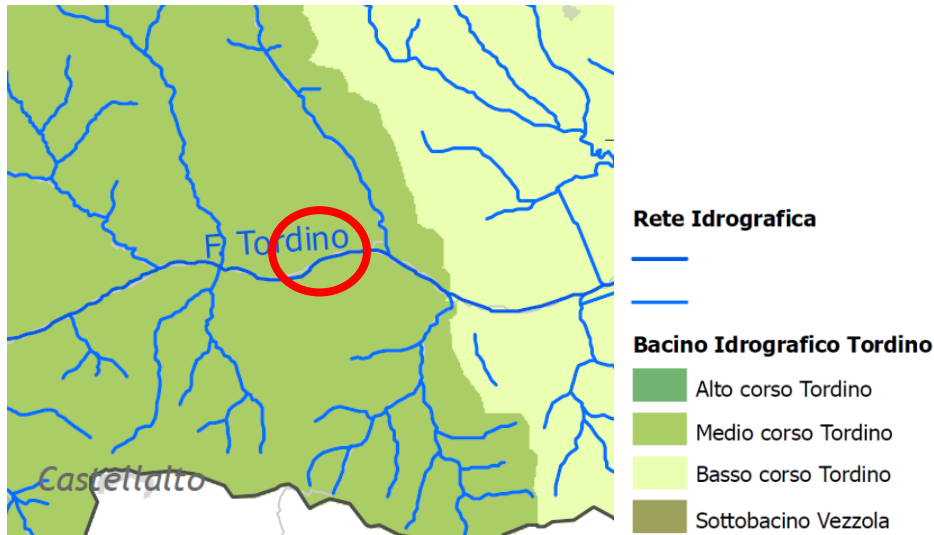 F. Tordino
Castellalto
Rete Idrografica
Bacino Idrografico Tordino
Alto corso Tordino
Medio corso Tordino
Basso corso Tordino
Sottobacino Vezzola